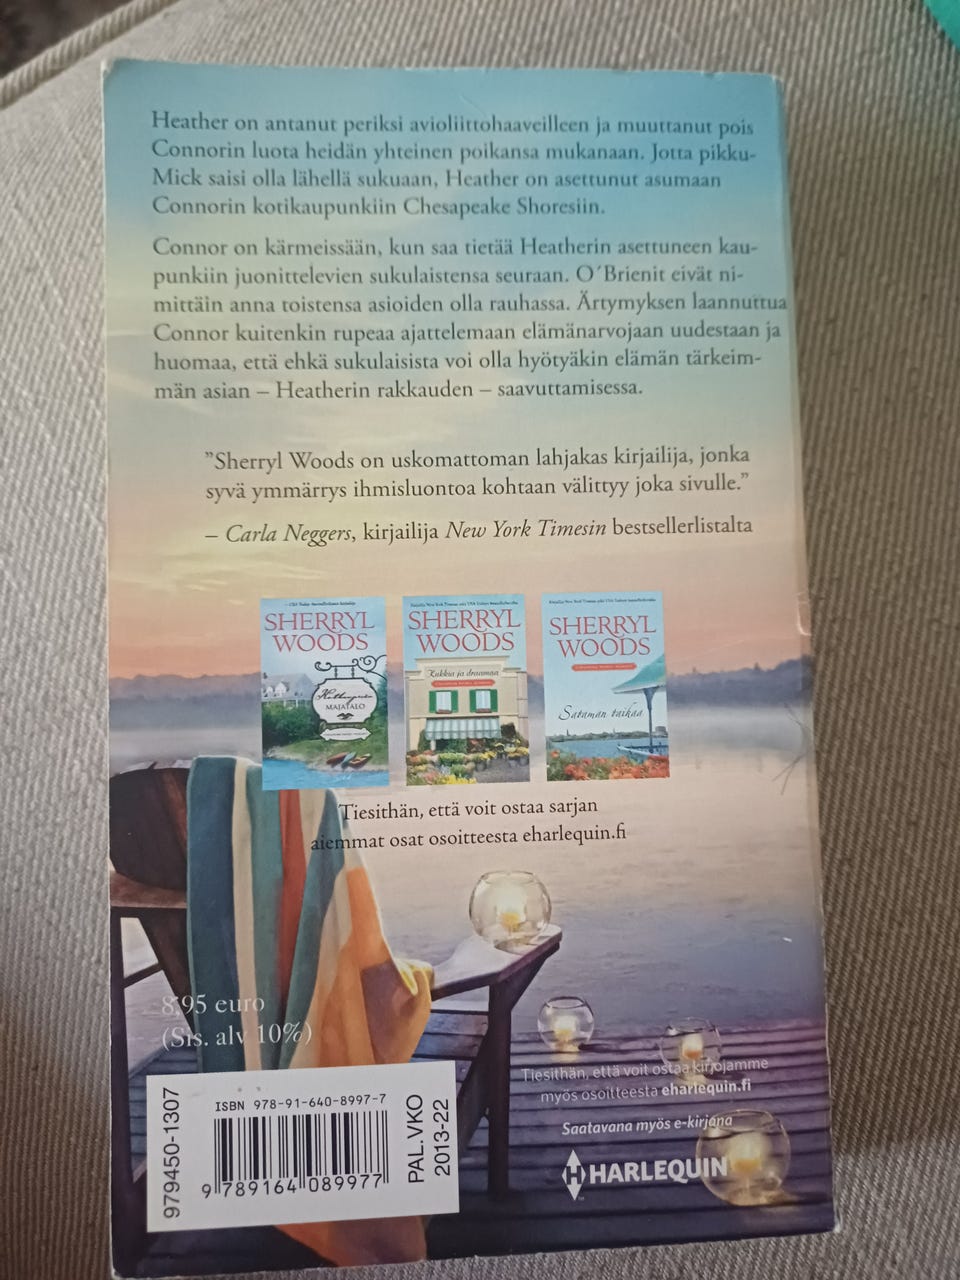 Heather on antanut periksi avioliittohaaveilleen ja muuttanut pois
Connorin luota heidän yhteinen poikansa mukanaan. Jotta pikku-
Mick saisi olla lähellä sukuaan, Heather on asettunut asumaan
Connorin kotikaupunkiin Chesapeake Shoresiin.
Connor on kärmeissään, kun saa tietää Heatherin asettuneen kau-
punkiin juonittelevien sukulaistensa seuraan. O´Brienit eivät ni-
mittäin anna toistensa asioiden olla rauhassa. Ärtymyksen laannuttua
Connor kuitenkin rupeaa ajattelemaan elämänarvojaan uudestaan ja
huomaa, että ehkä sukulaisista voi olla hyötyäkin elämän tärkeim-
män asian – Heatherin rakkauden – saavuttamisessa.
”Sherryl Woods on uskomattoman lahjakas kirjailija, jonka
syvä ymmärrys ihmisluontoa kohtaan välittyy joka sivulle.”
– Carla Neggers, kirjailija New York Timesin bestsellerlistalta
SHERRYL
WOODS
MAJATALO
SHERRYL
WOODS
Kukkia ja draamaa
SHERRYL
WOODS
Sataman taikaa
Tiesithän, että voit ostaa sarjan
aiemmat osat osoitteesta eharlequin.fi
8,95 euro
(Sis. alv 10%)
979450-1307
ISBN 978-91-640-8997-7
9 789164 089977
PAL.VKO
2013-22
Tiesithän, että voit ostaa kirjojamme
myös osoitteesta eharlequin.fi
Saatavana myös e-kirjana
HARLEQUIN™